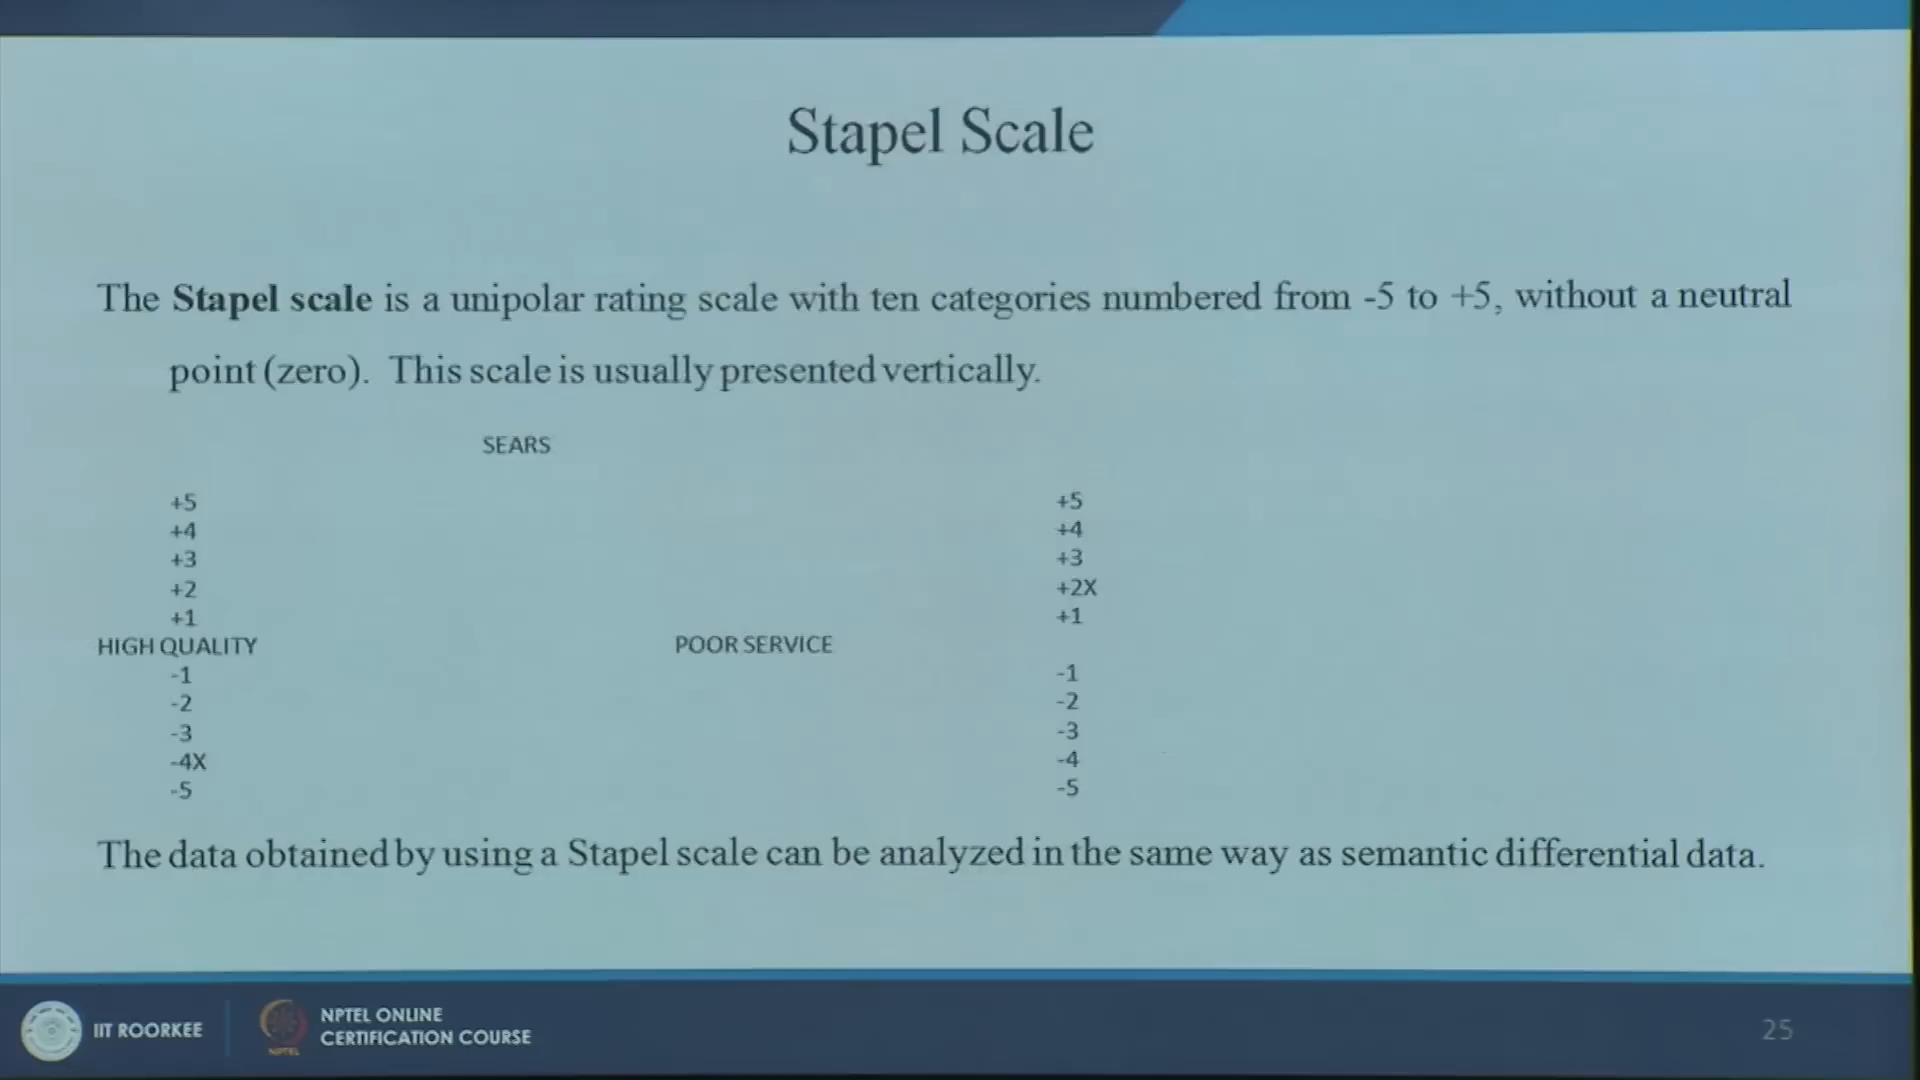 Stapel Scale
The Stapel scale is a unipolar rating scale with ten categories numbered from -5 to +5, without a neutral
point (zero). This scale is usually presented vertically.
SEARS
+5 +5
+4 +4
+3 +3
+2 +2X
+1 +1
HIGH QUALITY POOR SERVICE
-1 -1
-2 -2
-3 -3
-4X -4
-5 -5
The data obtained by using a Stapel scale can be analyzed in the same way as semantic differential data.
IIT ROORKEE
NPTEL
NPTEL ONLINE
CERTIFICATION COURSE
25